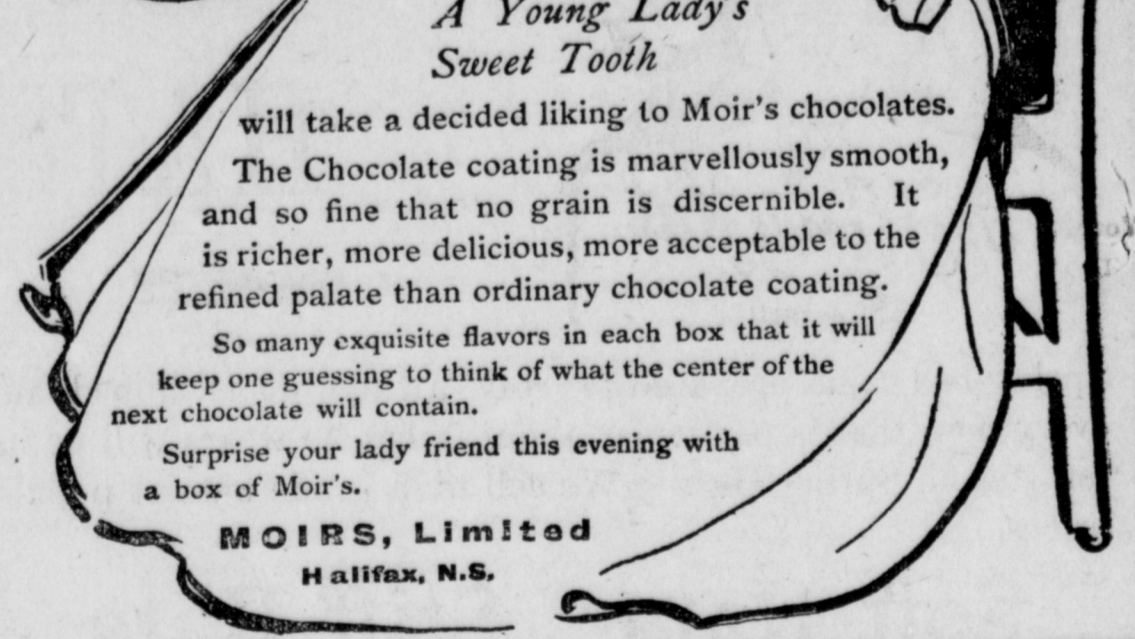 A Young Lady's
Sweet Tooth
will take a decided liking to Moir's chocolates.
The Chocolate coating is marvellously smooth,
and so fine that no grain is discernible. It
is richer, more delicious, more acceptable to the
refined palate than ordinary chocolate coating.
So many exquisite flavors in each box that it will
keep one guessing to think of what the center of the
next chocolate will contain.
Surprise your lady friend this evening with
a box of Moir's.
MOIRS, Limited
Halifax, N.S.